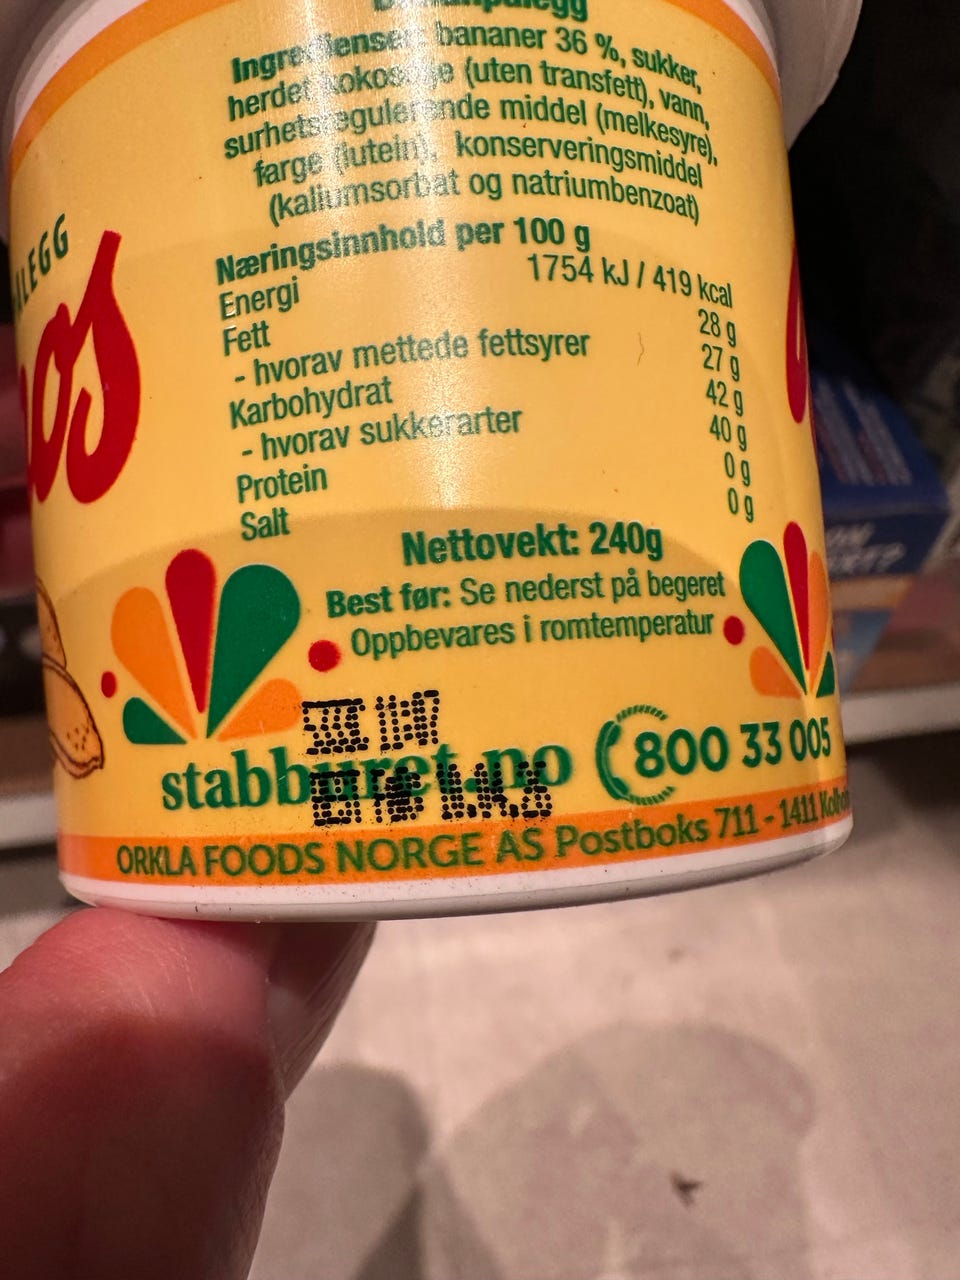 Ingredienser: bananer 36 %, sukker,
herdet kokosolje (uten transfett), vann,
surhetsregulerende middel (melkesyre),
farge (lutein), konserveringsmiddel
(kaliumsorbat og natriumbenzoat)
Næringsinnhold per 100 g
Energi 1754 kJ / 419 kcal
Fett 28 g
- hvorav mettede fettsyrer 27 g
Karbohydrat 42 g
- hvorav sukkerarter 40 g
Protein 0 g
Salt 0 g
Nettovekt: 240g
Best før: Se nederst på begeret
Oppbevares i romtemperatur
stabburet.no 800 33 005
ORKLA FOODS NORGE AS Postboks 711 - 1411